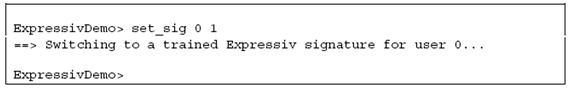 ExpressivDemo> set_sig 0 1
==> Switching to a trained Expressiv signature for user 0...
ExpressivDemo>